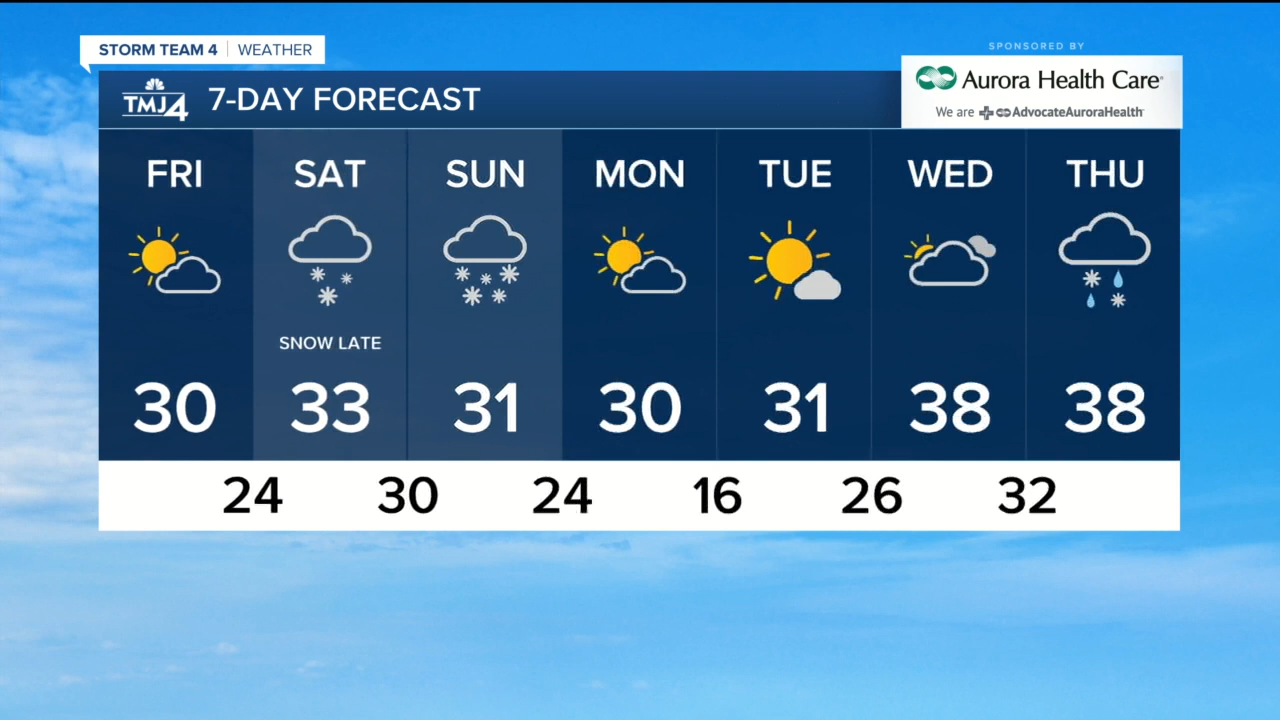 STORM TEAM 4 | WEATHER
SPONSORED BY
Aurora Health Care®
We are AdvocateAuroraHealth
TMJ4 7-DAY FORECAST
FRI SAT SUN MON TUE WED THU
SNOW LATE
30 33 31 30 31 38 38
24 30 24 16 26 32